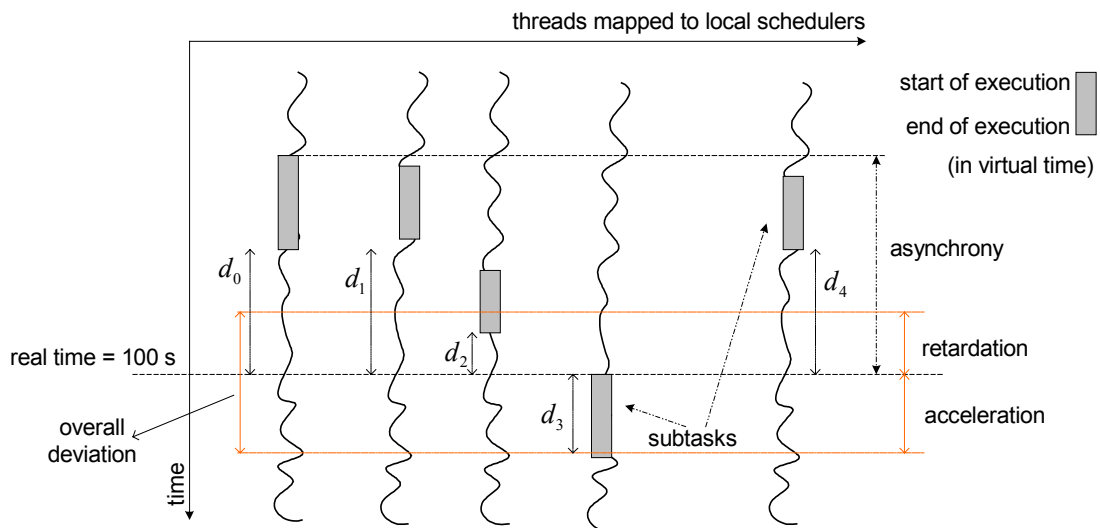 threads mapped to local schedulers
start of execution
end of execution
(in virtual time)
asynchrony
d0
d1
d4
d2
real time = 100 s
retardation
d3
acceleration
overall
deviation
subtasks
time